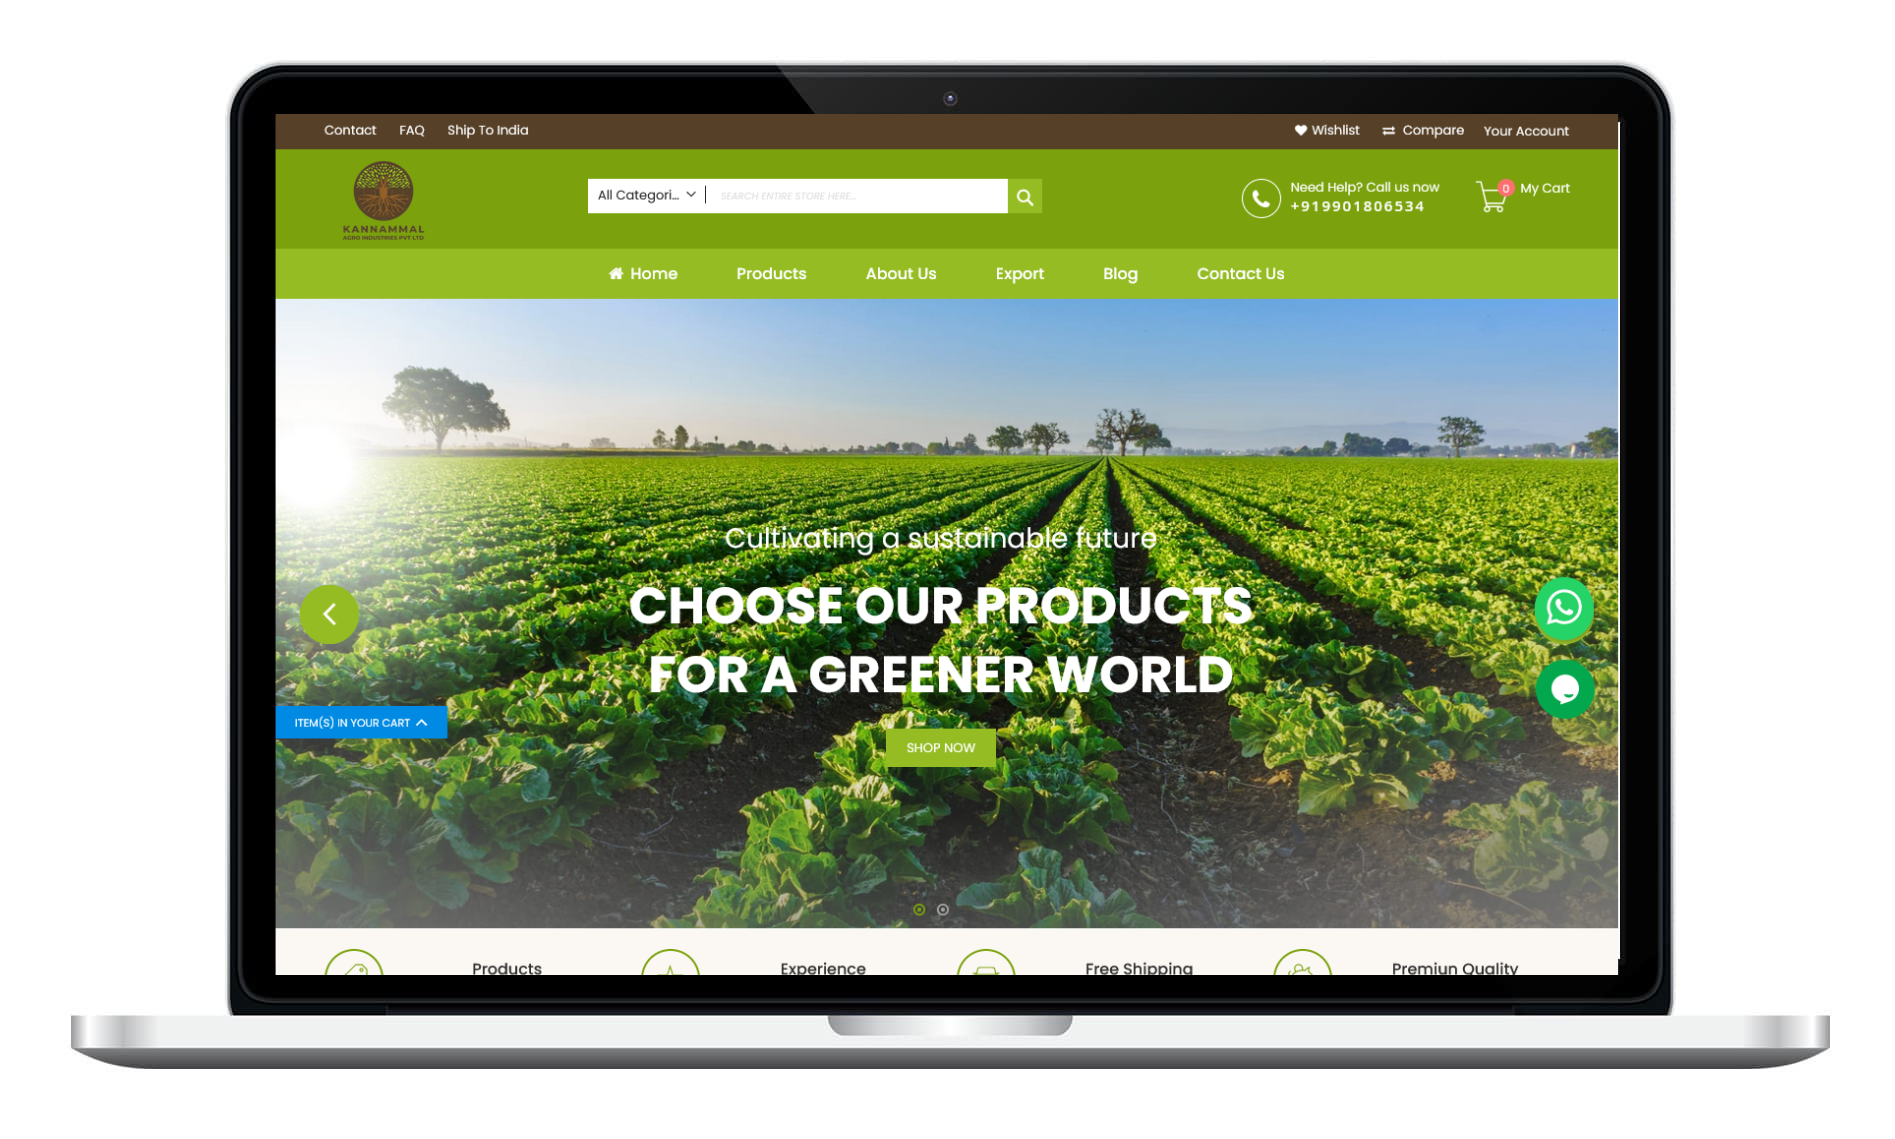 Contact FAQ Ship To India
Wishlist Compare Your Account
KANNAMMAL
AGRO INDUSTRIES PVT LTD
All Categori...
SEARCH ENTIRE STORE HERE...
Need Help? Call us now
+919901806534
0 My Cart
Home Products About Us Export Blog Contact Us
Cultivating a sustainable future
CHOOSE OUR PRODUCTS
FOR A GREENER WORLD
ITEM(S) IN YOUR CART
SHOP NOW
Products Experience Free Shipping Premiun Quality